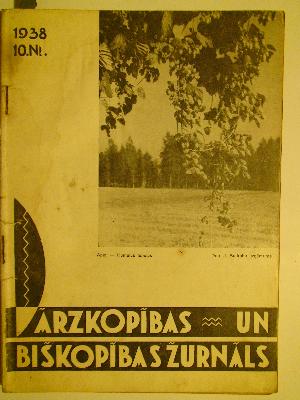 1938
10. Nr.
DĀRZKOPĪBAS UN
BIŠKOPĪBAS ŽURNĀLS